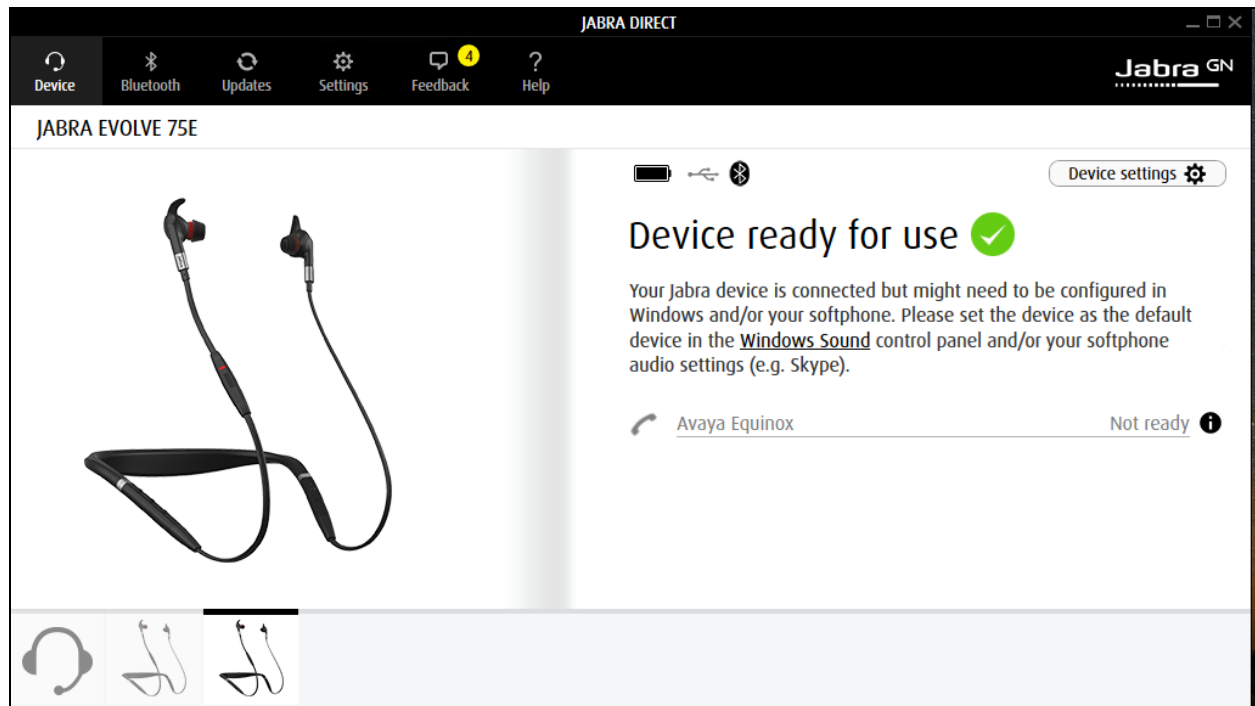 JABRA DIRECT
Device
Bluetooth
Updates
Settings
4
Feedback
?
Help
Jabra GN
JABRA EVOLVE 75E
Device settings
Device ready for use
Your Jabra device is connected but might need to be configured in
Windows and/or your softphone. Please set the device as the default
device in the Windows Sound control panel and/or your softphone
audio settings (e.g. Skype).
Avaya Equinox
Not ready